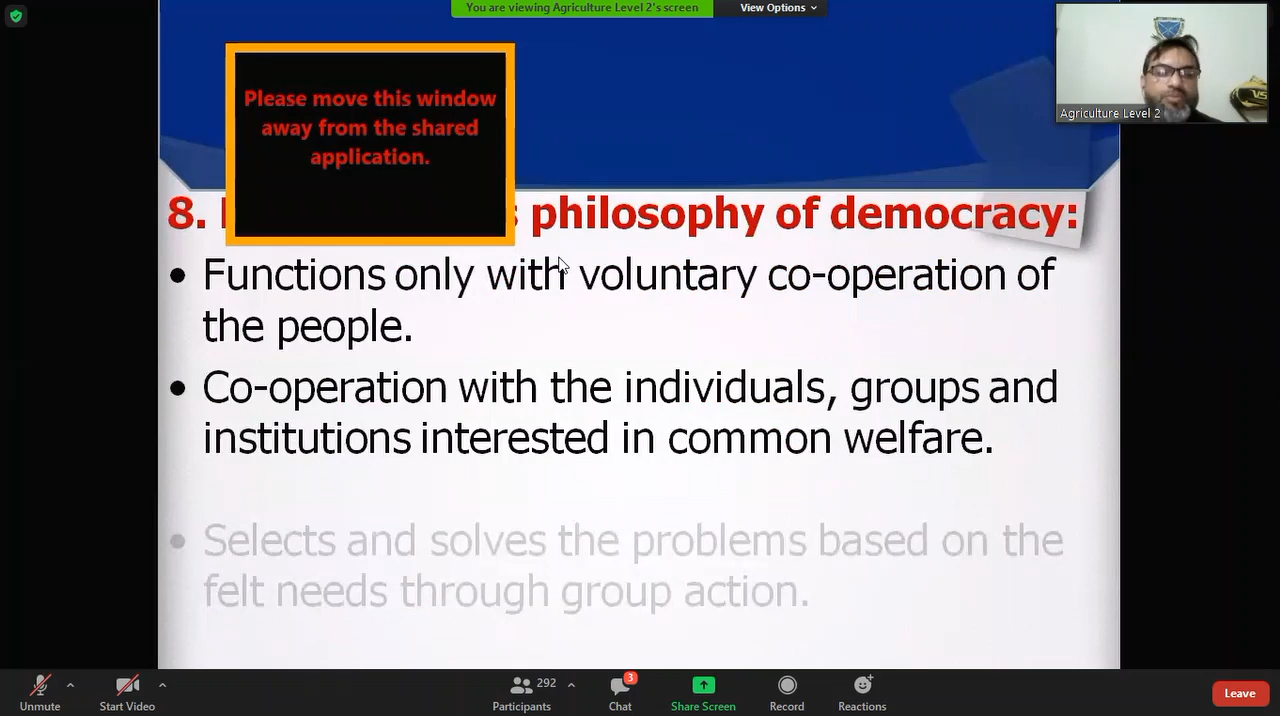 You are viewing Agriculture Level 2's screen
View Options
Agriculture Level 2
Please move this window
away from the shared
application.
8. philosophy of democracy:
• Functions only with voluntary co-operation of
the people.
• Co-operation with the individuals, groups and
institutions interested in common welfare.
• Selects and solves the problems based on the
felt needs through group action.
Unmute
Start Video
292
Participants
3
Chat
Share Screen
Record
Reactions
Leave